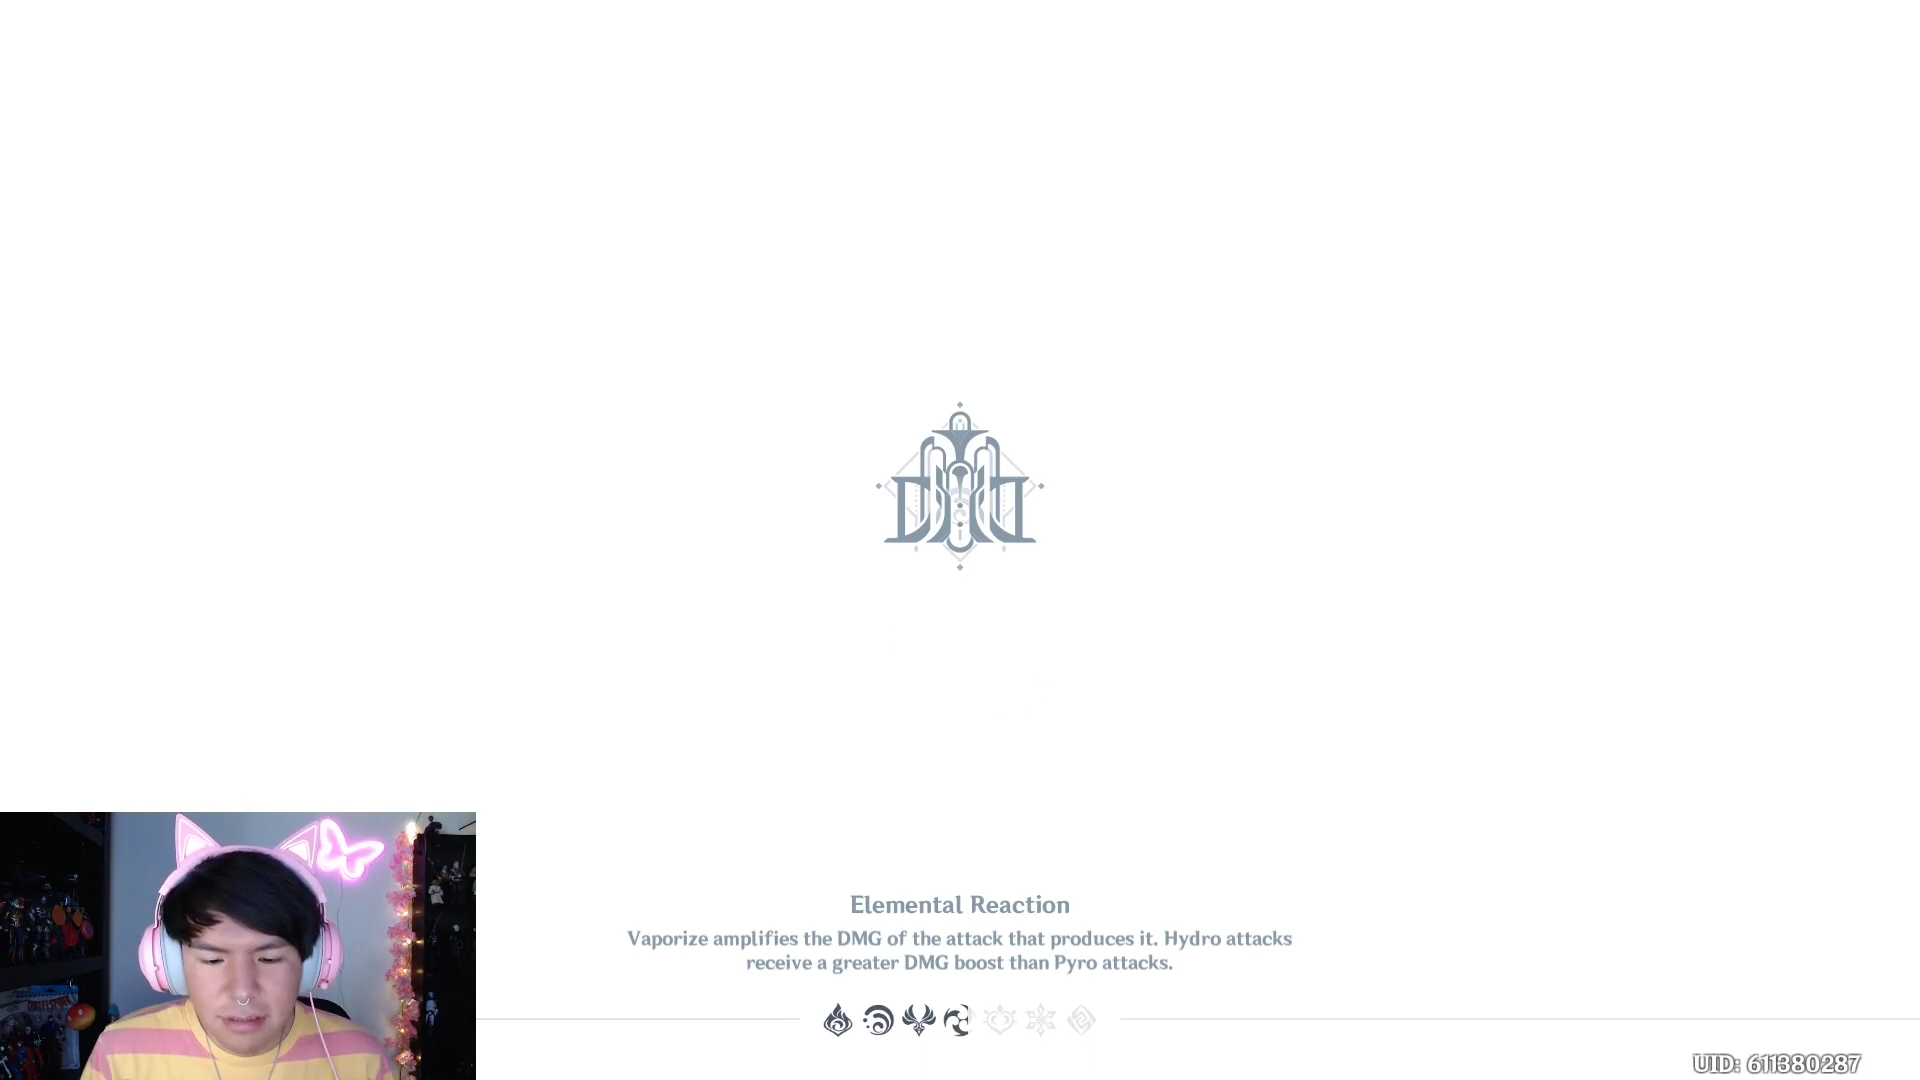 Elemental Reaction
Vaporize amplifies the DMG of the attack that produces it. Hydro attacks
receive a greater DMG boost than Pyro attacks.
UID: 611380287